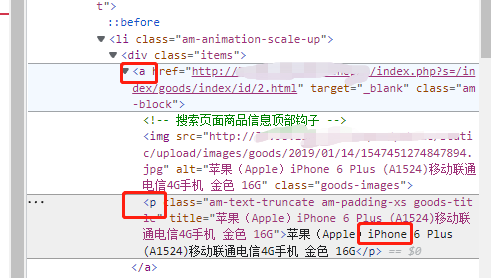 t">
::before
<li class="am-animation-scale-up">
<div class="items">
<a href="http://index.php?s=/in
dex/goods/index/id/2.html" target="_blank" class="am-
block">
<!-- 搜索页面商品信息顶部钩子 -->
<img src="http:/stati
c/upload/images/goods/2019/01/14/1547451274847894.
jpg" alt="苹果（Apple）iPhone 6 Plus (A1524)移动联通
电信4G手机 金色 16G" class="goods-images">
<p class="am-text-truncate am-padding-xs goods-tit
le" title="苹果（Apple）iPhone 6 Plus (A1524)移动联
通电信4G手机 金色 16G">苹果（Apple）iPhone 6 Plus
(A1524)移动联通电信4G手机 金色 16G</p> == $0
</a>